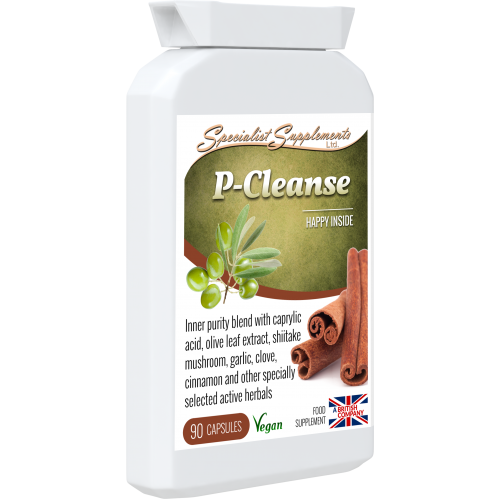 Specialist Supplements
Ltd.
P-Cleanse
HAPPY INSIDE
Inner purity blend with caprylic
acid, olive leaf extract, shiitake
mushroom, garlic, clove,
cinnamon and other specially
selected active herbals
90 CAPSULES
Vegan
FOOD
SUPPLEMENT
A BRITISH
COMPANY